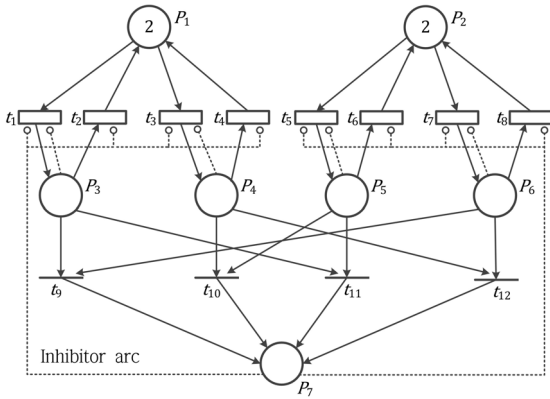 2 P₁ 2 P₂
t₁ t₂ t₃ t₄ t₅ t₆ t₇ t₈
P₃ P₄ P₅ P₆
t₉ t₁₀ t₁₁ t₁₂
Inhibitor arc
P₇